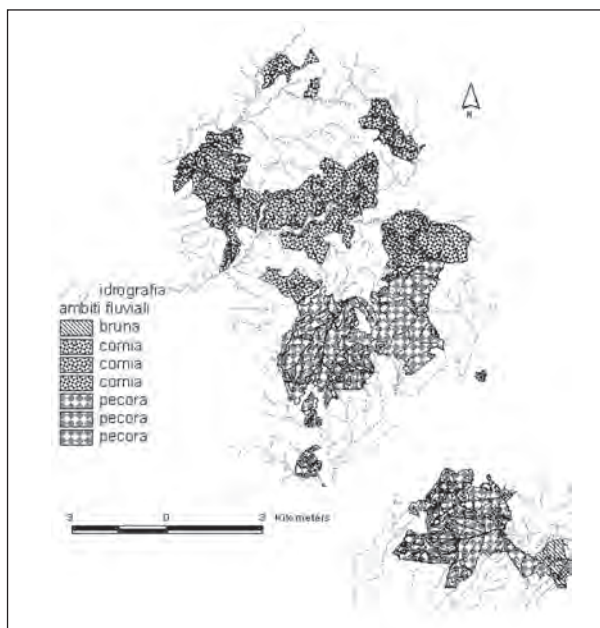 N
idrografia
ambiti fluviali
bruna
cornia
cornia
cornia
pecora
pecora
pecora
3 0 3 Kilometers